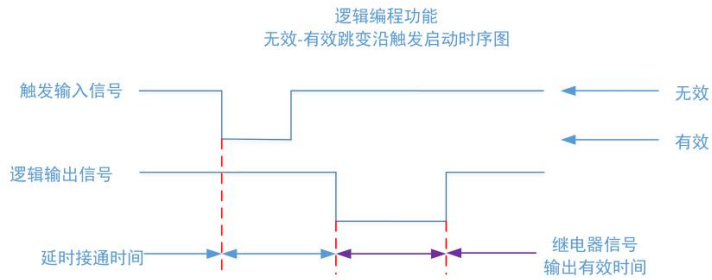 逻辑编程功能
无效-有效跳变沿触发启动时序图
触发输入信号
无效
有效
逻辑输出信号
延时接通时间
继电器信号
输出有效时间